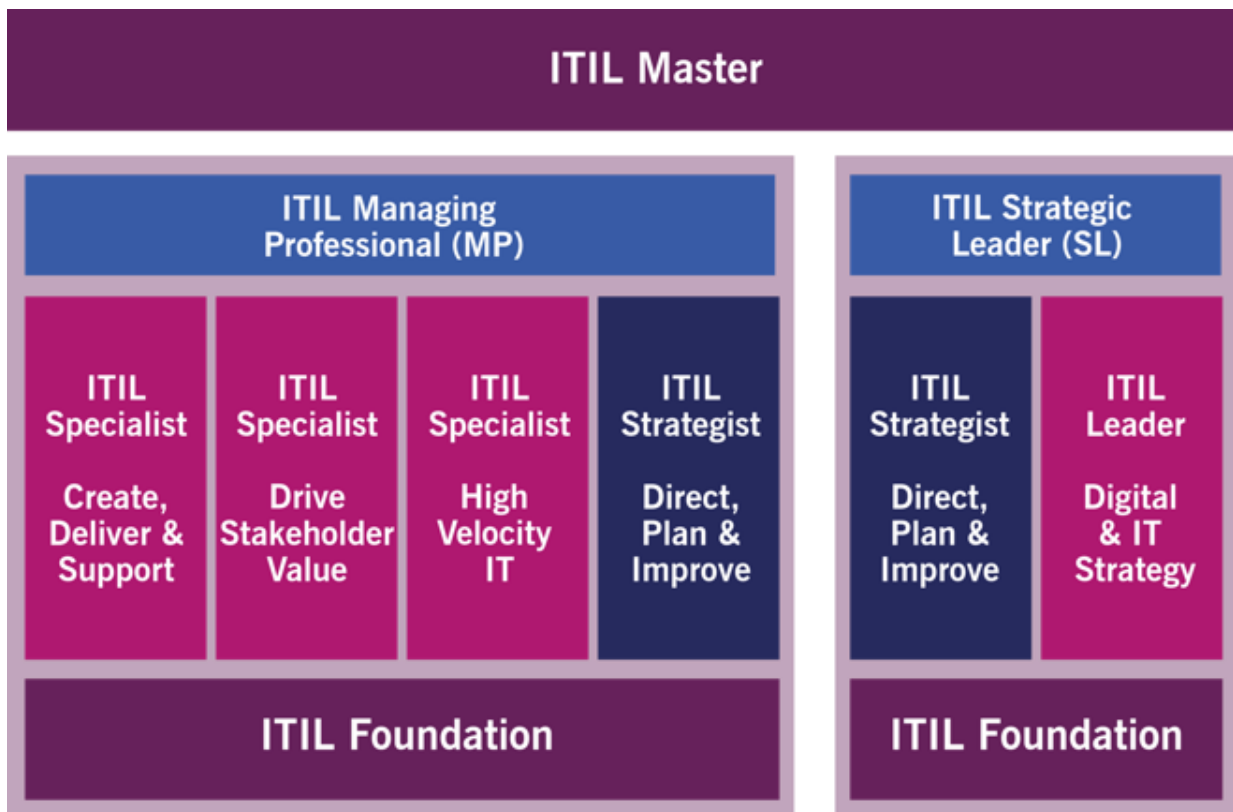 ITIL Master
ITIL Managing
Professional (MP)
ITIL Specialist
Create,
Deliver &
Support
ITIL
Specialist
Drive
Stakeholder
Value
ITIL
Specialist
High
Velocity
IT
ITIL
Strategist
Direct,
Plan &
Improve
ITIL Foundation
ITIL Strategic
Leader (SL)
ITIL
Strategist
Direct,
Plan &
Improve
ITIL
Leader
Digital
& IT
Strategy
ITIL Foundation